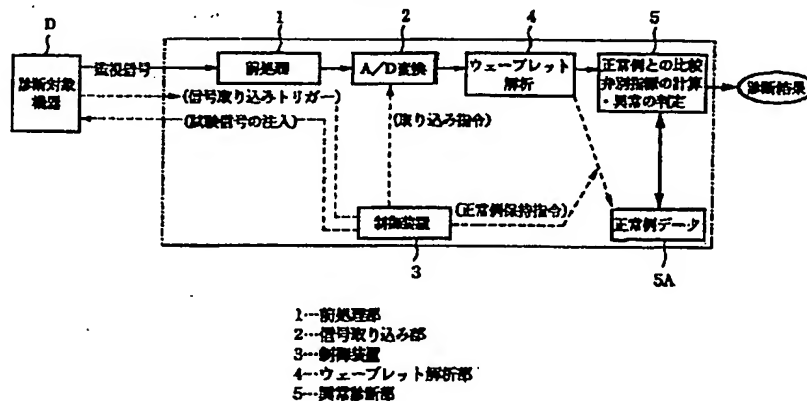 D
1
2
4
5
診断対象
機器
監視信号
前処理
A/D変換
ウェーブレット
解析
正常例との比較
弁別指標の計算
・異常の判定
診断結果
(信号取り込みトリガー)
(試験信号の注入)
(取り込み指令)
制御装置
(正常例保持指令)
正常例データ
3
5A
1…前処理部
2…信号取り込み部
3…制御装置
4…ウェーブレット解析部
5…異常診断部